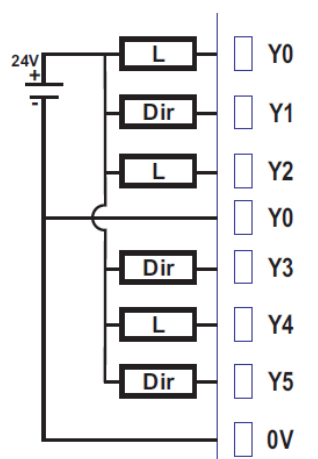 L Y0
24V
+
Dir Y1
-
L Y2
Y0
Dir Y3
L Y4
Dir Y5
0V